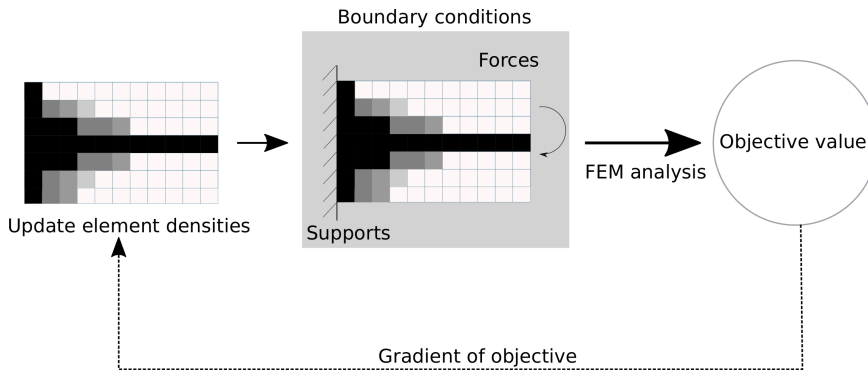 Boundary conditions
Forces
Objective value
FEM analysis
Update element densities
Supports
Gradient of objective